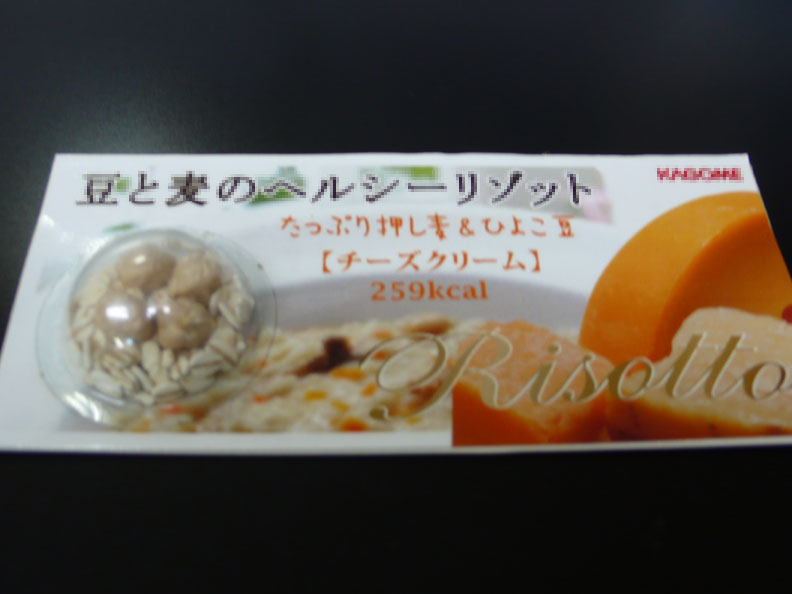 豆と麦のヘルシーリゾット
KAGOME
たっぷり押し麦&ひよこ豆
【チーズクリーム】
259kcal
Risotto